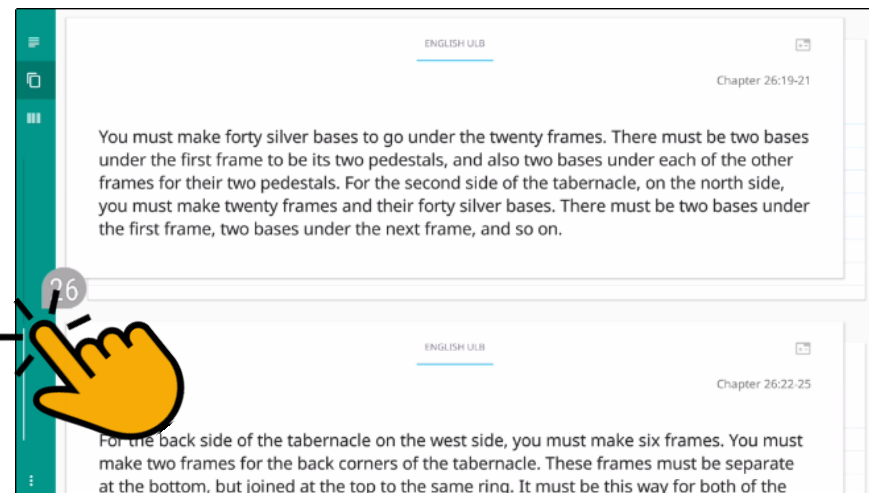 ENGLISH ULB
Chapter 26:19-21
You must make forty silver bases to go under the twenty frames. There must be two bases
under the first frame to be its two pedestals, and also two bases under each of the other
frames for their two pedestals. For the second side of the tabernacle, on the north side,
you must make twenty frames and their forty silver bases. There must be two bases under
the first frame, two bases under the next frame, and so on.
26
ENGLISH ULB
Chapter 26:22-25
For the back side of the tabernacle on the west side, you must make six frames. You must
make two frames for the back corners of the tabernacle. These frames must be separate
at the bottom, but joined at the top to the same ring. It must be this way for both of the